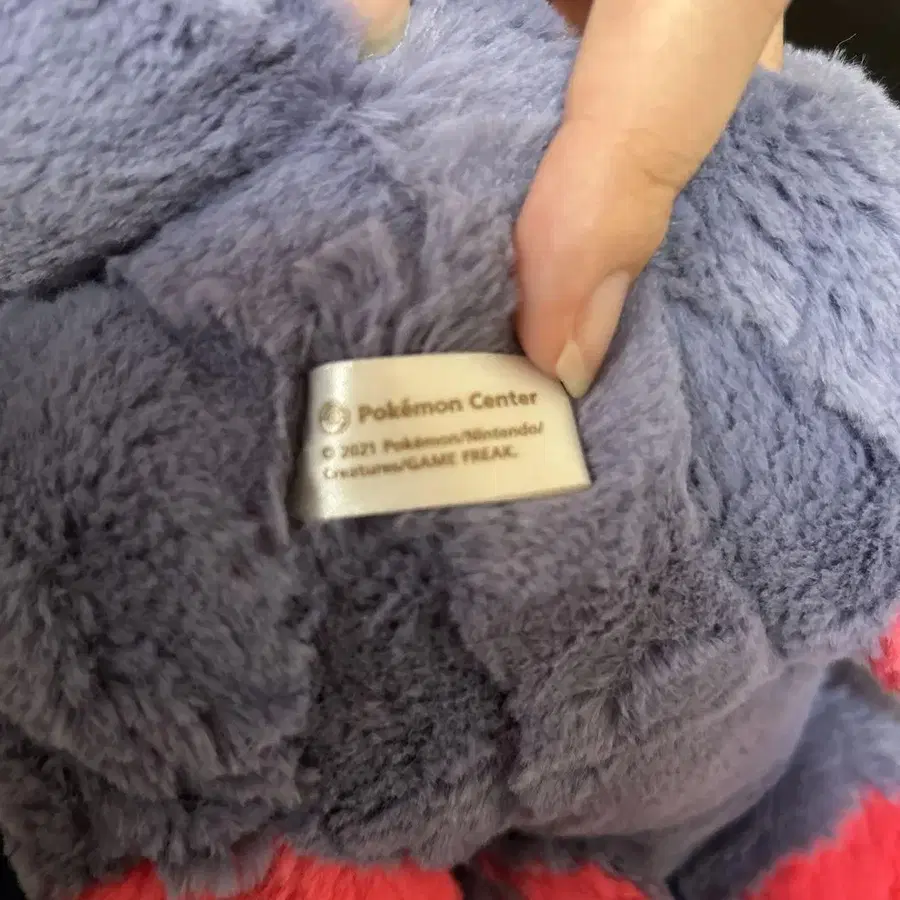 Pokémon Center
© 2021 Pokémon/Nintendo/
Creatures/GAME FREAK.